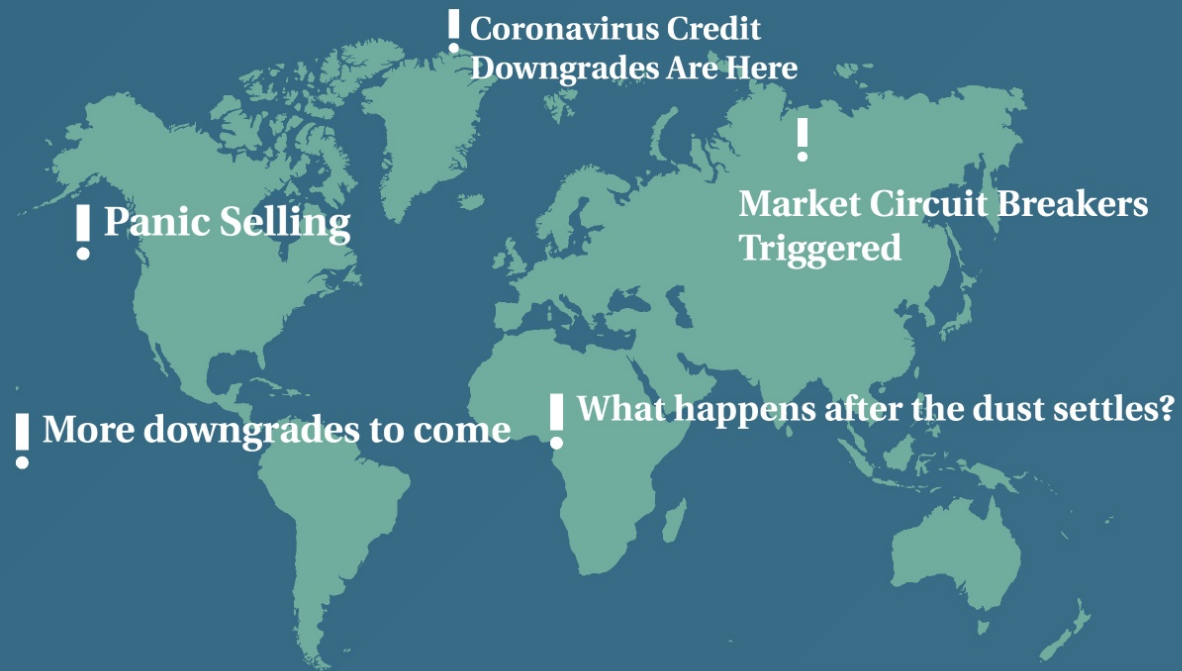 ! Coronavirus Credit
Downgrades Are Here
!
Market Circuit Breakers
Triggered
! Panic Selling
! What happens after the dust settles?
! More downgrades to come